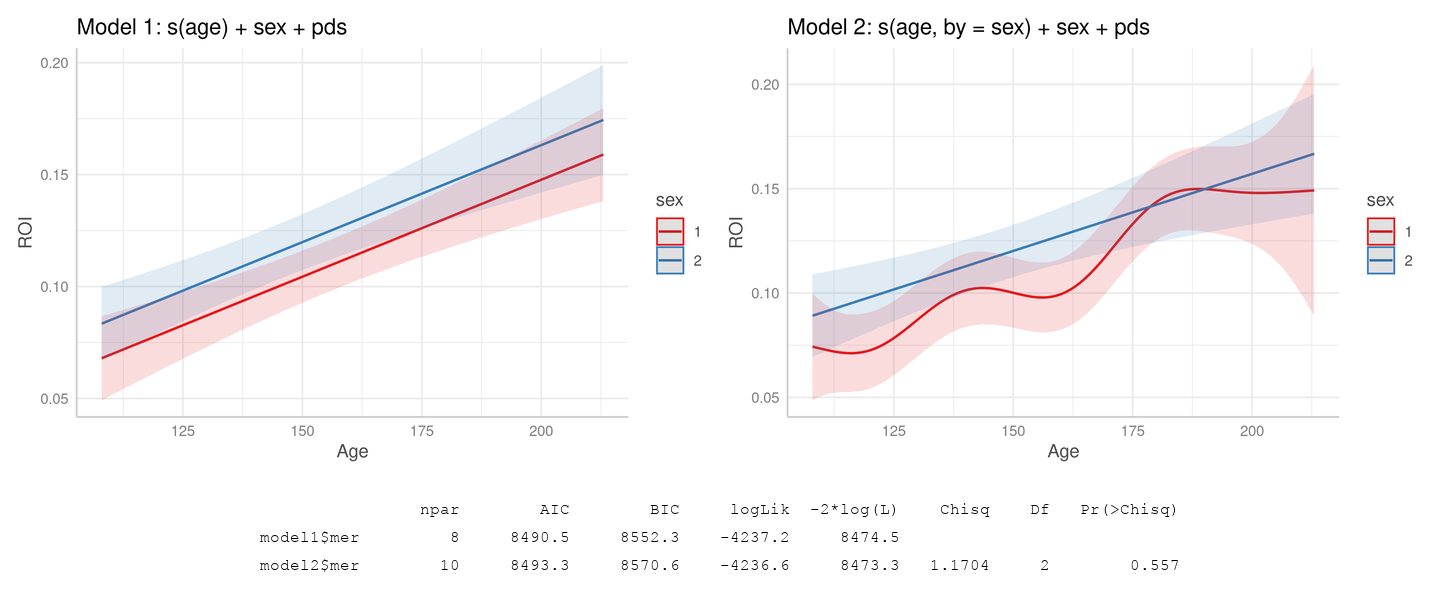 Model 1: s(age) + sex + pds
0.20
0.15
0.10
0.05
ROI
125 150 175 200
Age
sex
1
2
Model 2: s(age, by = sex) + sex + pds
0.20
0.15
0.10
0.05
ROI
125 150 175 200
Age
sex
1
2
npar AIC BIC logLik -2*log(L) Chisq Df Pr(>Chisq)
model1$mer 8 8490.5 8552.3 -4237.2 8474.5
model2$mer 10 8493.3 8570.6 -4236.6 8473.3 1.1704 2 0.557